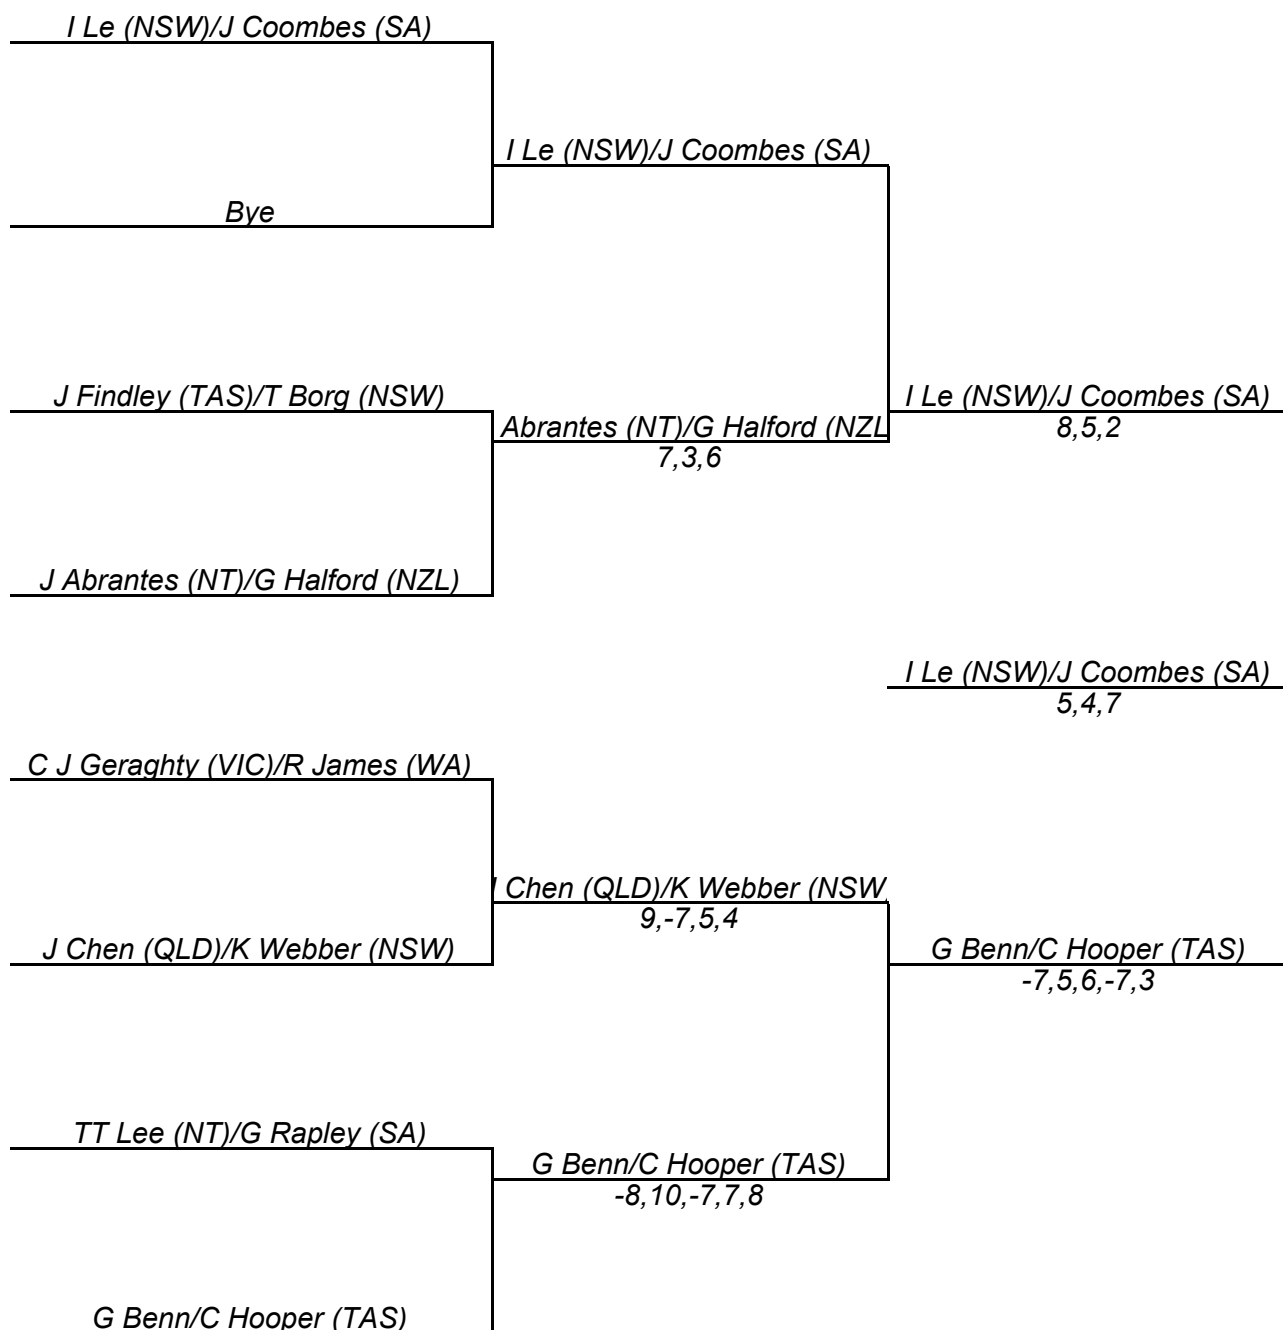 I Le (NSW)/J Coombes (SA)
I Le (NSW)/J Coombes (SA)
Bye
J Findley (TAS)/T Borg (NSW)
I Le (NSW)/J Coombes (SA)
Abrantes (NT)/G Halford (NZL
8,5,2
7,3,6
J Abrantes (NT)/G Halford (NZL)
I Le (NSW)/J Coombes (SA)
5,4,7
C J Geraghty (VIC)/R James (WA)
Chen (QLD)/K Webber (NSW
9,-7,5,4
J Chen (QLD)/K Webber (NSW)
G Benn/C Hooper (TAS)
-7,5,6,-7,3
TT Lee (NT)/G Rapley (SA)
G Benn/C Hooper (TAS)
-8,10,-7,7,8
G Benn/C Hooper (TAS)